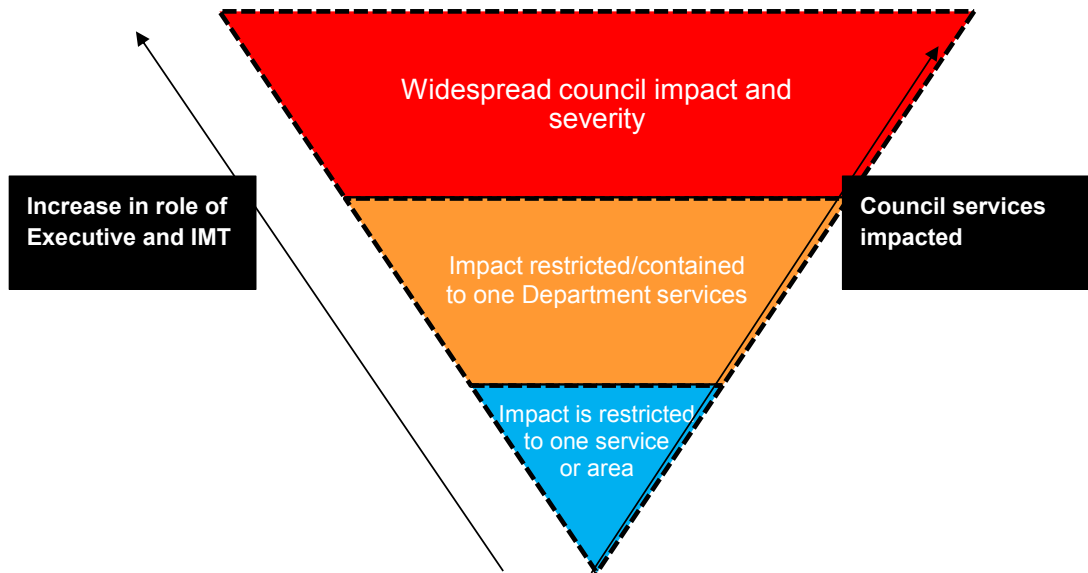 Widespread council impact and
severity
Increase in role of
Executive and IMT
Council services
impacted
Impact restricted/contained
to one Department services
Impact is restricted
to one service
or area